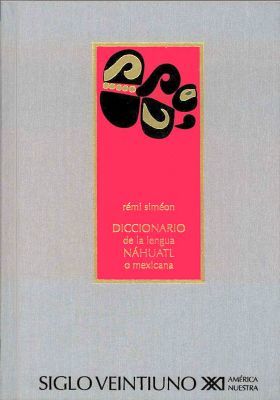 rémi siméon
DICCIONARIO
de la lengua
NÁHUATL
o mexicana
SIGLO VEINTIUNO XXI AMÉRICA
NUESTRA